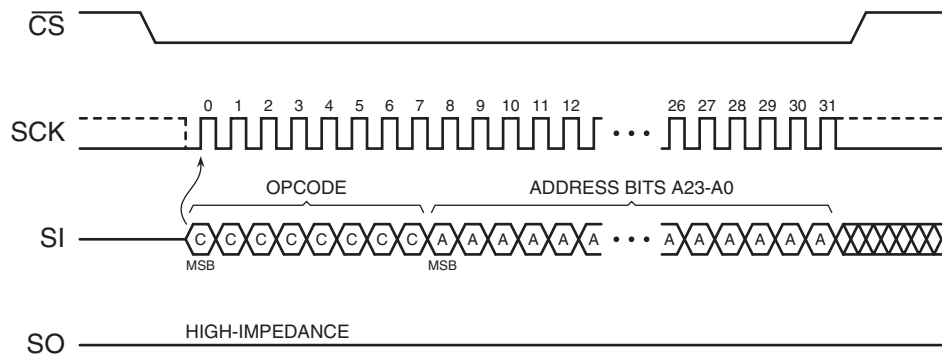 C̅S̅
0 1 2 3 4 5 6 7 8 9 10 11 12 26 27 28 29 30 31
SCK
OPCODE ADDRESS BITS A23-A0
SI C C C C C C C C A A A A A A • • • A A A A A A
MSB MSB
HIGH-IMPEDANCE
SO